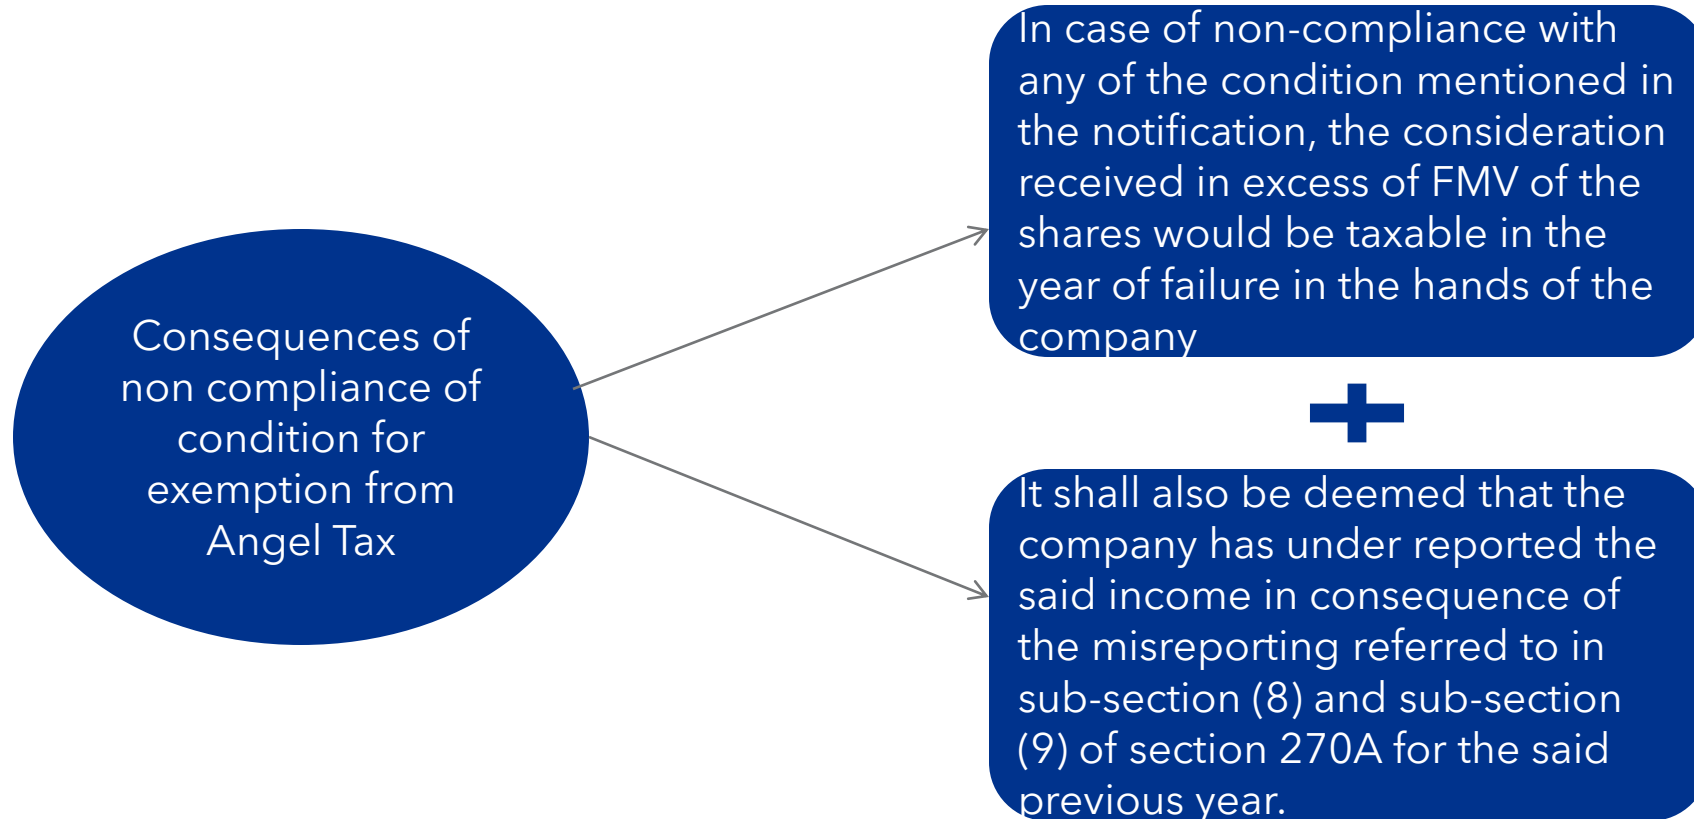 Consequences of
non compliance of
condition for
exemption from
Angel Tax
In case of non-compliance with
any of the condition mentioned in
the notification, the consideration
received in excess of FMV of the
shares would be taxable in the
year of failure in the hands of the
company
It shall also be deemed that the
company has under reported the
said income in consequence of
the misreporting referred to in
sub-section (8) and sub-section
(9) of section 270A for the said
previous year.